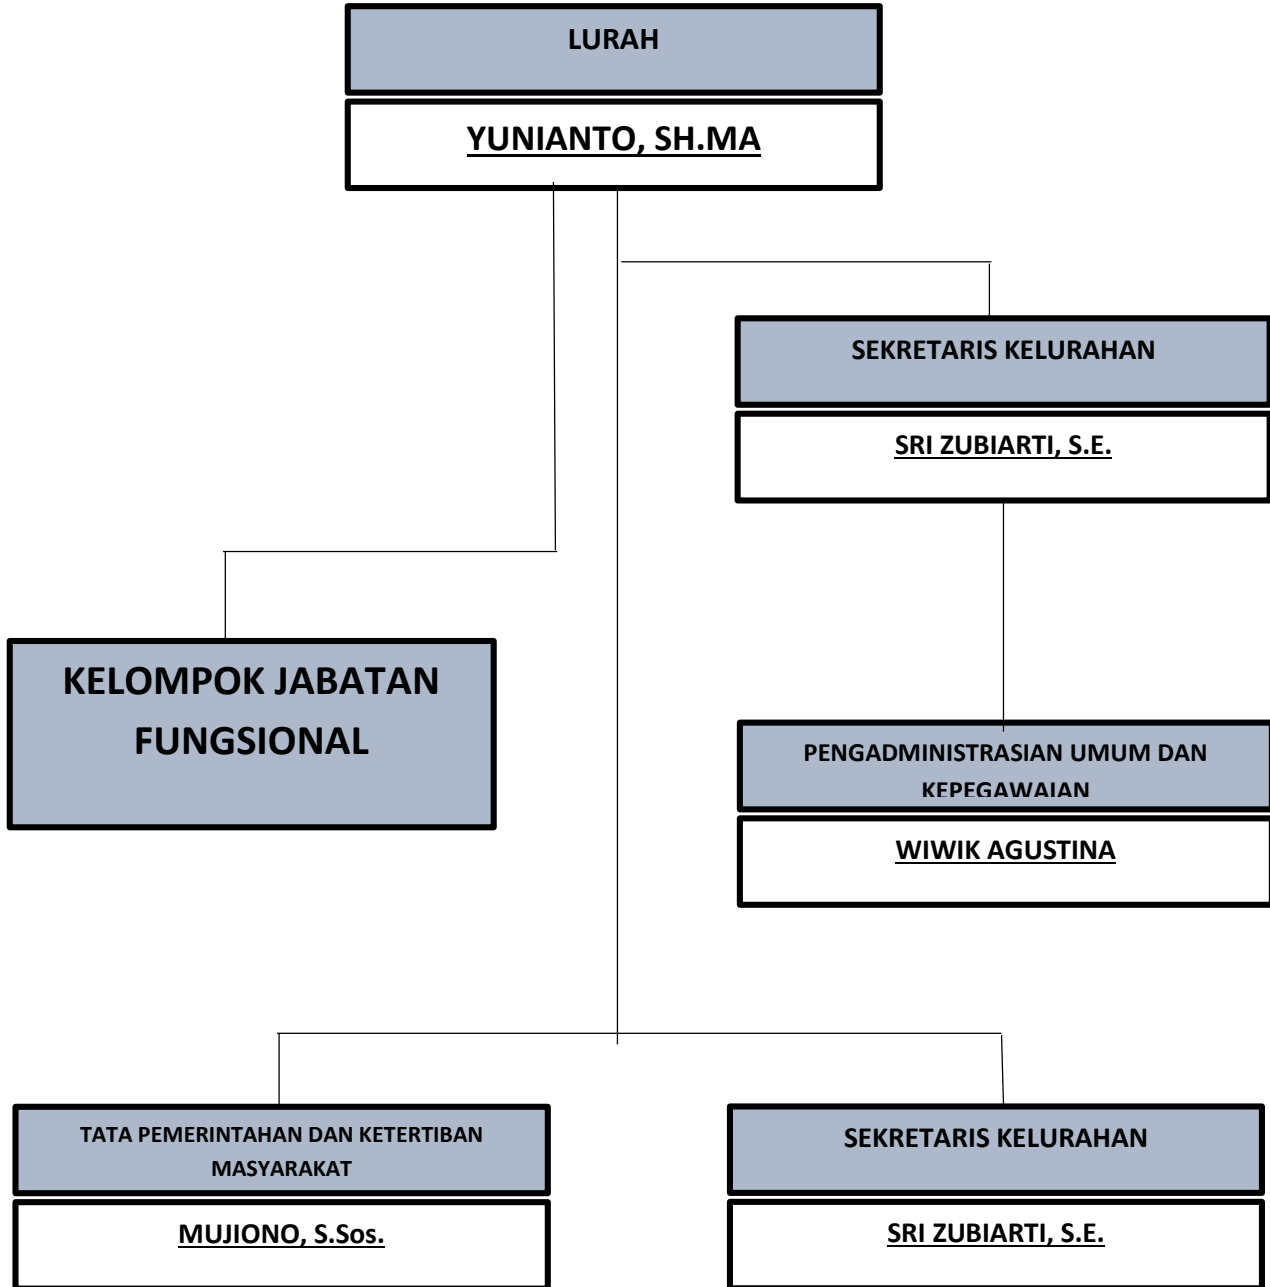 LURAH
YUNIANTO, SH.MA
SEKRETARIS KELURAHAN
SRI ZUBIARTI, S.E.
KELOMPOK JABATAN
FUNGSIONAL
PENGADMINISTRASIAN UMUM DAN
KEPEGAWAIAN
WIWIK AGUSTINA
TATA PEMERINTAHAN DAN KETERTIBAN
MASYARAKAT
MUJIONO, S.Sos.
SEKRETARIS KELURAHAN
SRI ZUBIARTI, S.E.